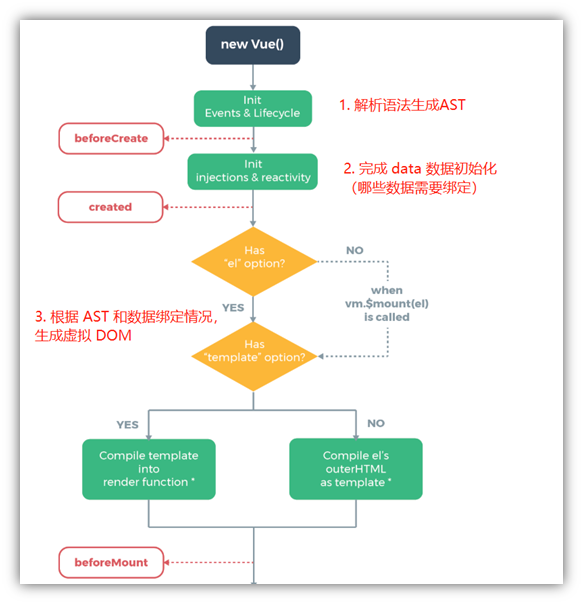 new Vue()
Init
Events & Lifecycle
1. 解析语法生成AST
beforeCreate
Init
injections & reactivity
2. 完成 data 数据初始化
（哪些数据需要绑定）
created
Has
"el" option?
NO
when
vm.$mount(el)
is called
YES
3. 根据 AST 和数据绑定情况，
生成虚拟 DOM
Has
"template" option?
YES
NO
Compile template
into
render function *
Compile el's
outerHTML
as template *
beforeMount